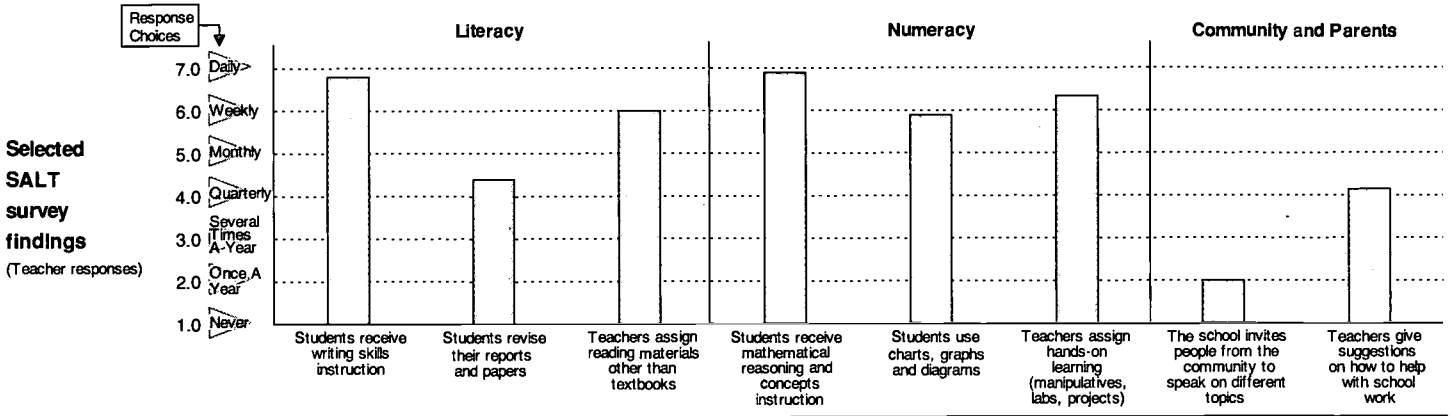 Response
Choices
Literacy
Numeracy
Community and Parents
7.0 Daily
6.0 Weekly
5.0 Monthly
4.0 Quarterly
Several
Times
3.0 A-Year
Once A
2.0 Year
1.0 Never
Selected
SALT
survey
findings
(Teacher responses)
Students receive
writing skills
instruction
Students revise
their reports
and papers
Teachers assign
reading materials
other than
textbooks
Students receive
mathematical
reasoning and
concepts
instruction
Students use
charts, graphs
and diagrams
Teachers assign
hands-on
learning
(manipulatives,
labs, projects)
The school invites
people from the
community to
speak on different
topics
Teachers give
suggestions
on how to help
with school
work